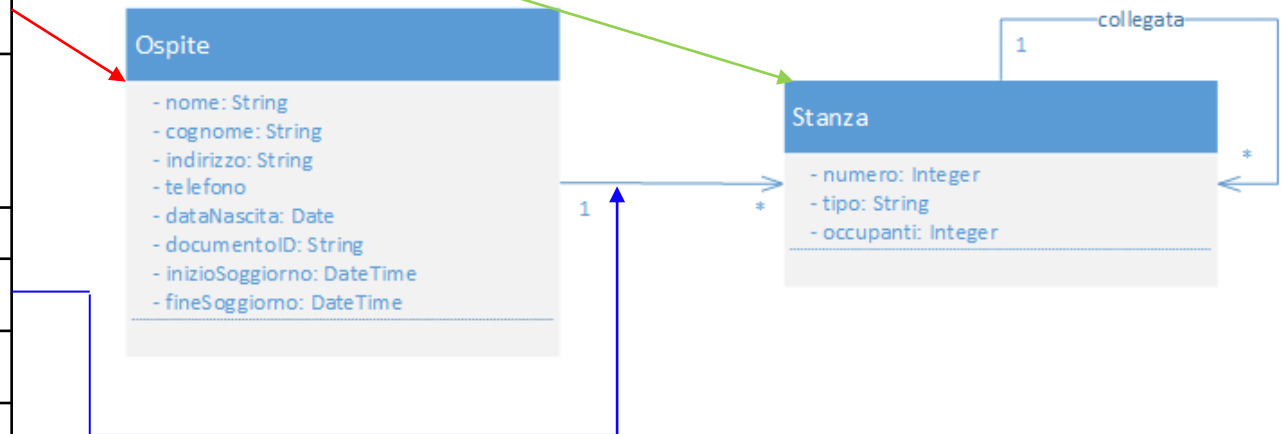 Ospite
- nome: String
- cognome: String
- indirizzo: String
- telefono
- dataNascita: Date
- documentoID: String
- inizioSoggiorno: DateTime
- fineSoggiorno: DateTime
1
*
collegata
1
Stanza
*
- numero: Integer
- tipo: String
- occupanti: Integer